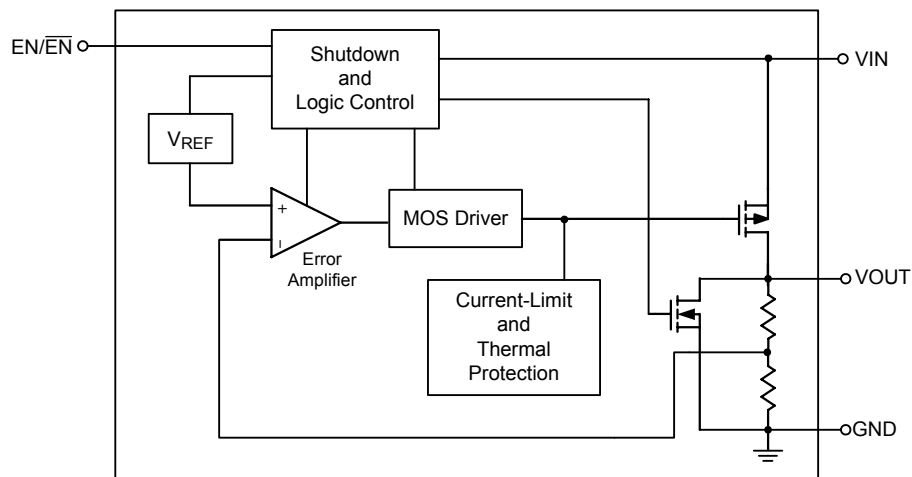 EN/EN
Shutdown
and
Logic Control
VIN
VREF
+
−
MOS Driver
Error
Amplifier
VOUT
Current-Limit
and
Thermal
Protection
GND